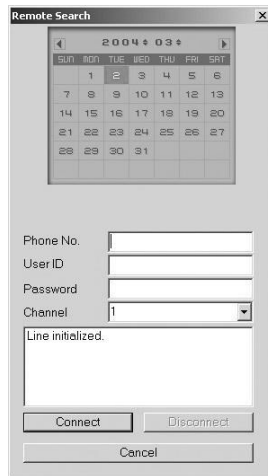 Remote Search
2004 03
SUN MON TUE WED THU FRI SAT
1 2 3 4 5 6
7 8 9 10 11 12 13
14 15 16 17 18 19 20
21 22 23 24 25 26 27
28 29 30 31
Phone No.
User ID
Password
Channel 1
Line initialized.
Connect Disconnect
Cancel